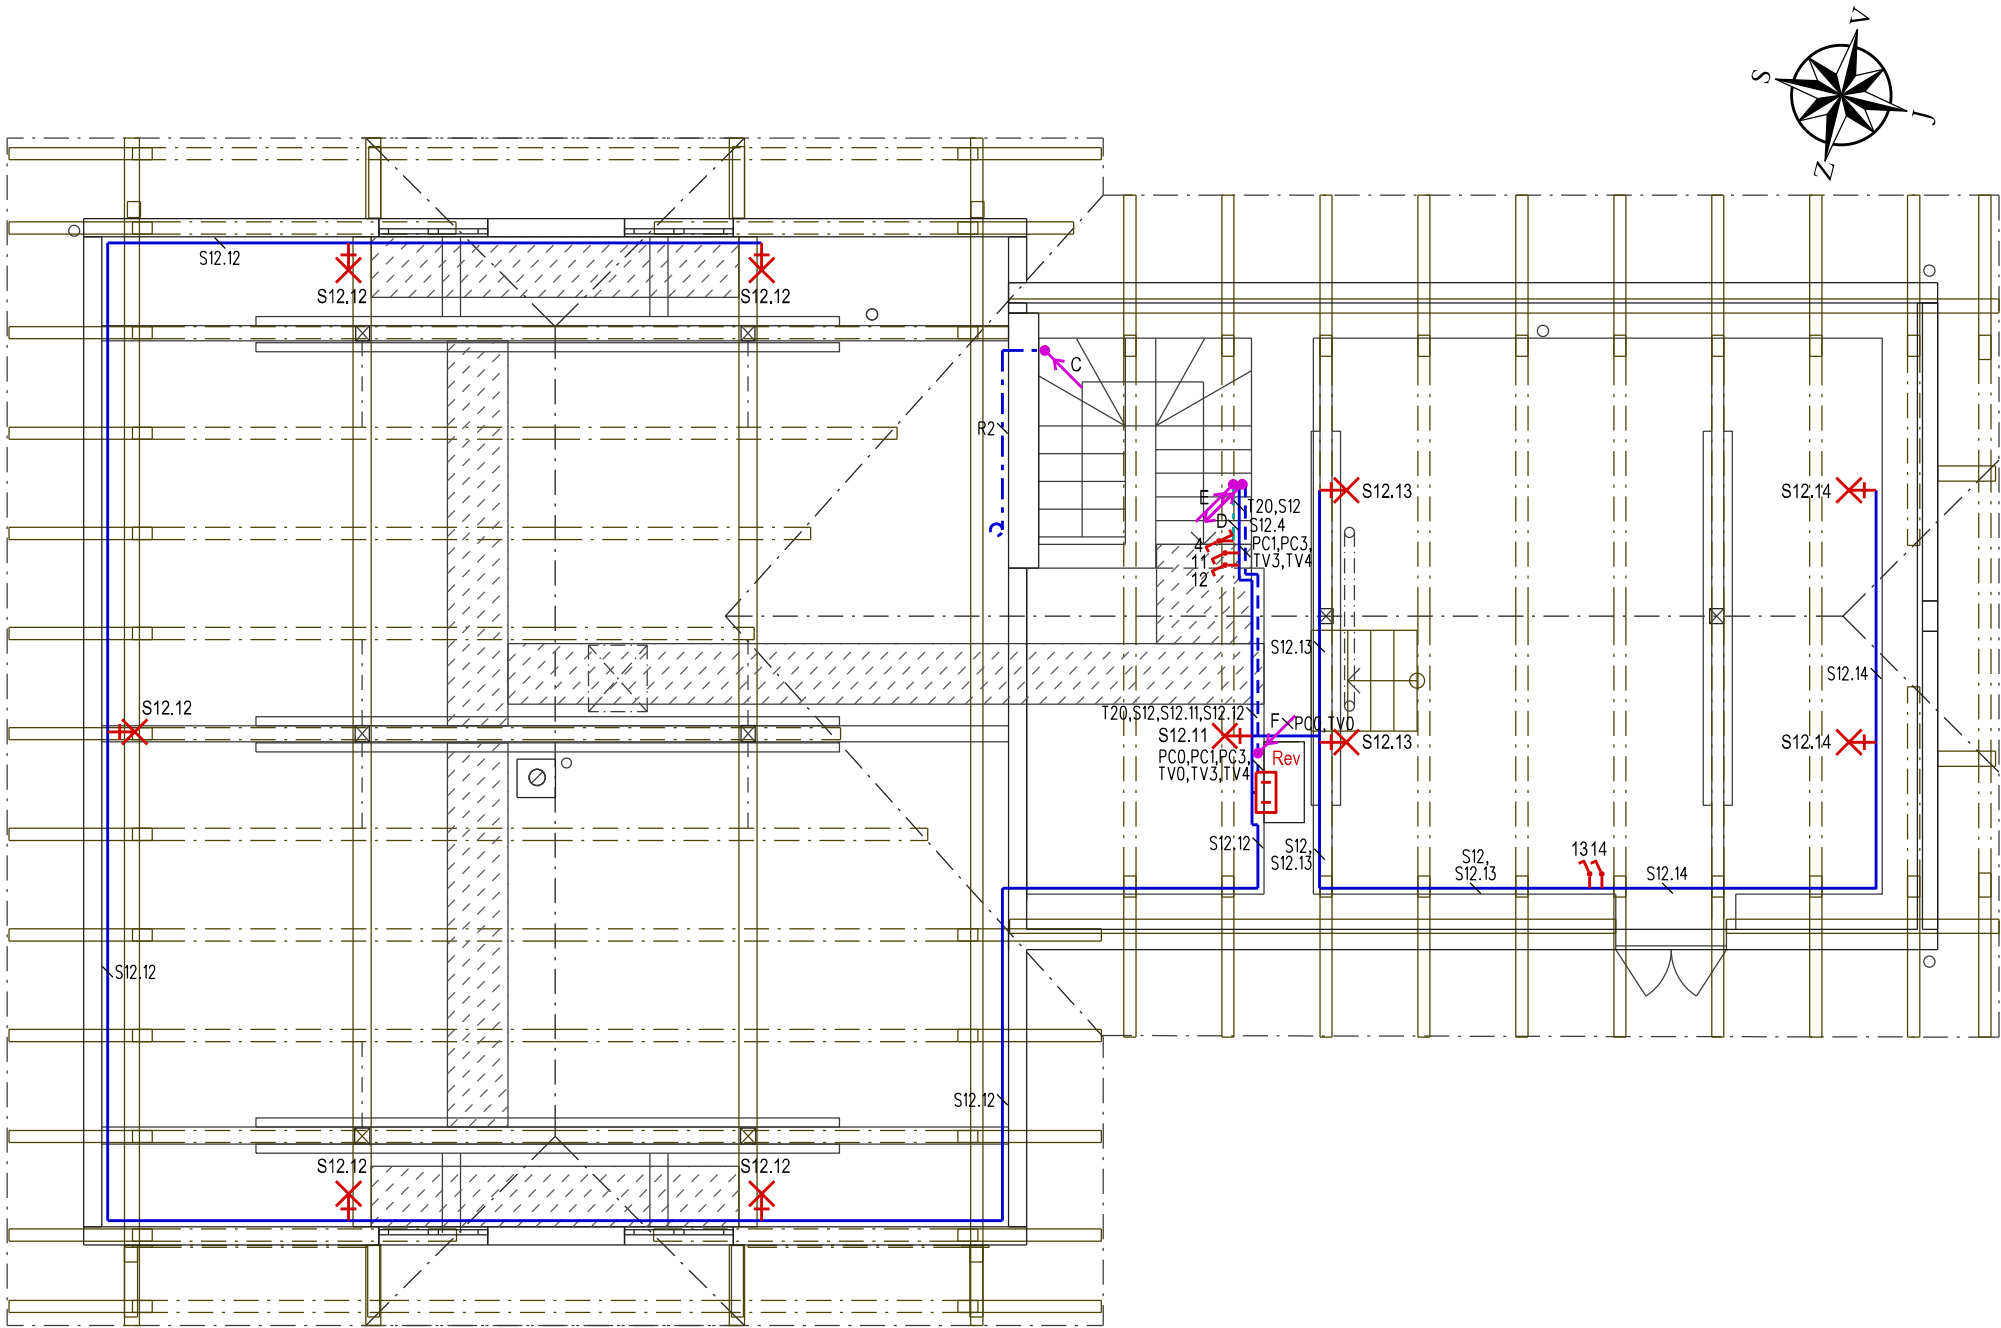 V
S
J
Z
S12.12
S12.12
S12.12
C
R2
E
T20,S12
D
S12.4
4
PC1,PC3,
11
TV3,TV4
12
S12.13
S12.14
S12.13
S12.14
S12.12
T20,S12,S12.11,S12.12
F
PC0,TV0
S12.11
S12.13
S12.14
PC0,PC1,PC3,
TV0,TV3,TV4
Rev
S12.12
S12,
S12.13
S12,
S12.13
13
14
S12.14
S12.12
S12.12
S12.12
S12.12